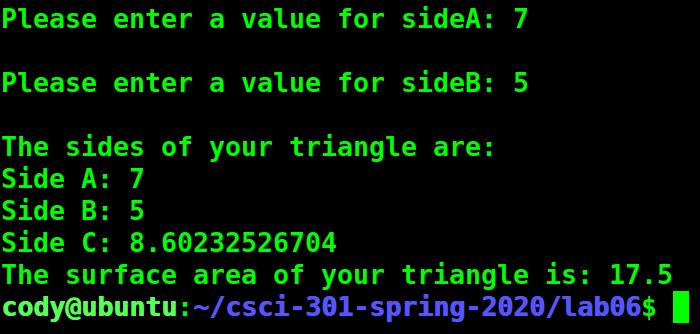 Please enter a value for sideA: 7
Please enter a value for sideB: 5
The sides of your triangle are:
Side A: 7
Side B: 5
Side C: 8.60232526704
The surface area of your triangle is: 17.5
cody@ubuntu:~/csci-301-spring-2020/lab06$